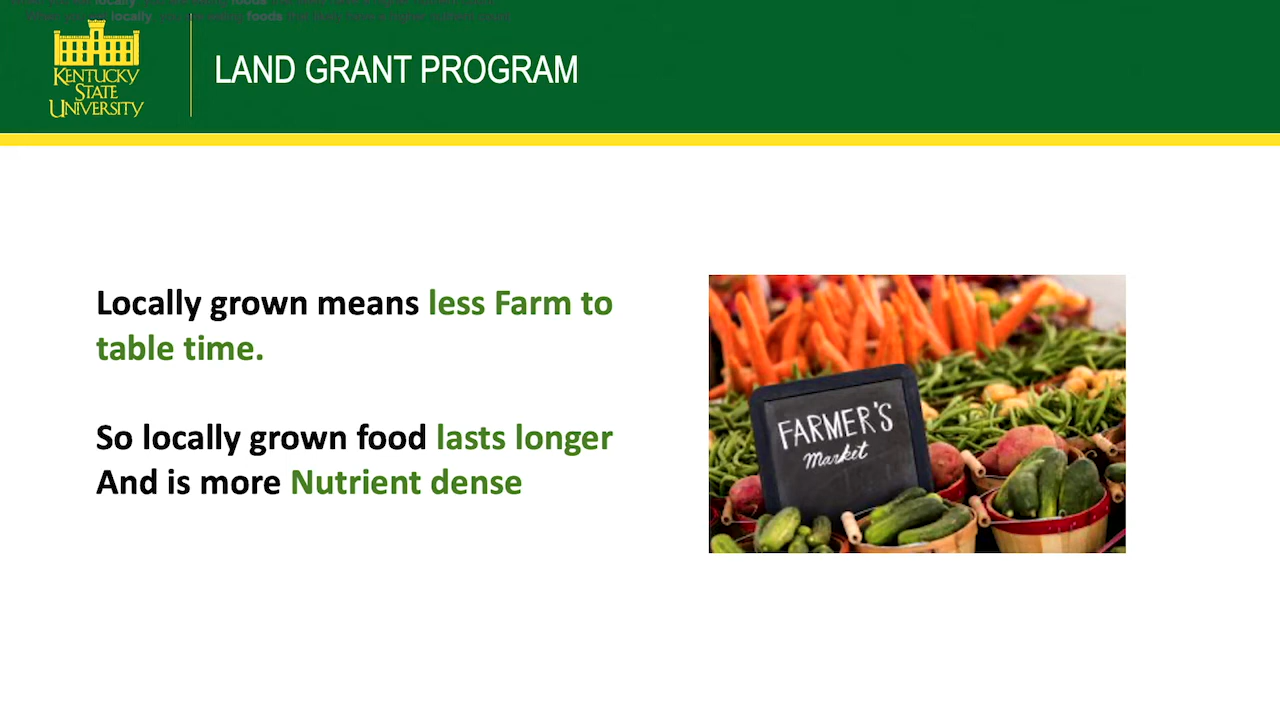 KENTUCKY
STATE
UNIVERSITY
LAND GRANT PROGRAM
Locally grown means less Farm to
table time.
So locally grown food lasts longer
And is more Nutrient dense
FARMER'S
Market